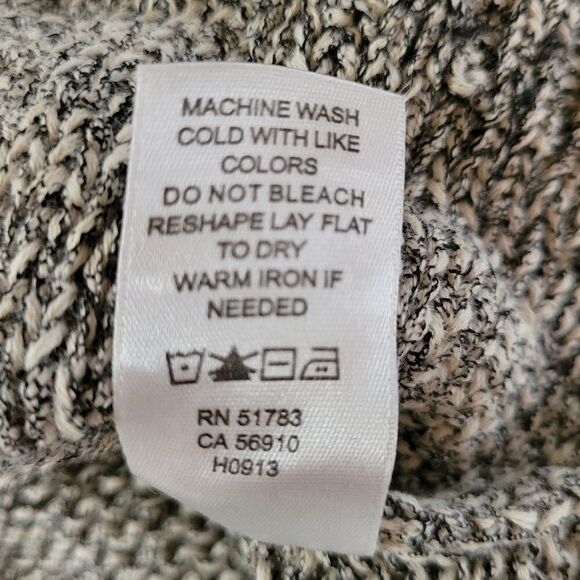 MACHINE WASH
COLD WITH LIKE
COLORS
DO NOT BLEACH
RESHAPE LAY FLAT
TO DRY
WARM IRON IF
NEEDED
RN 51783
CA 56910
H0913